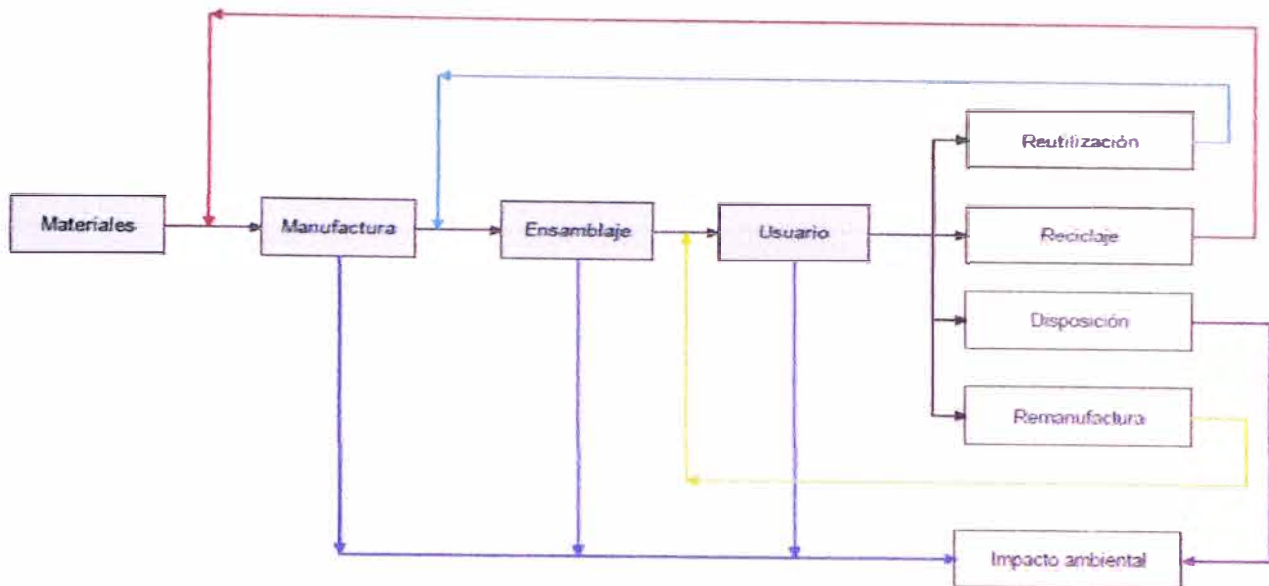 Reutilización
Materiales
Manufactura
Ensamblaje
Usuario
Reciclaje
Disposición
Remanufactura
Impacto ambiental